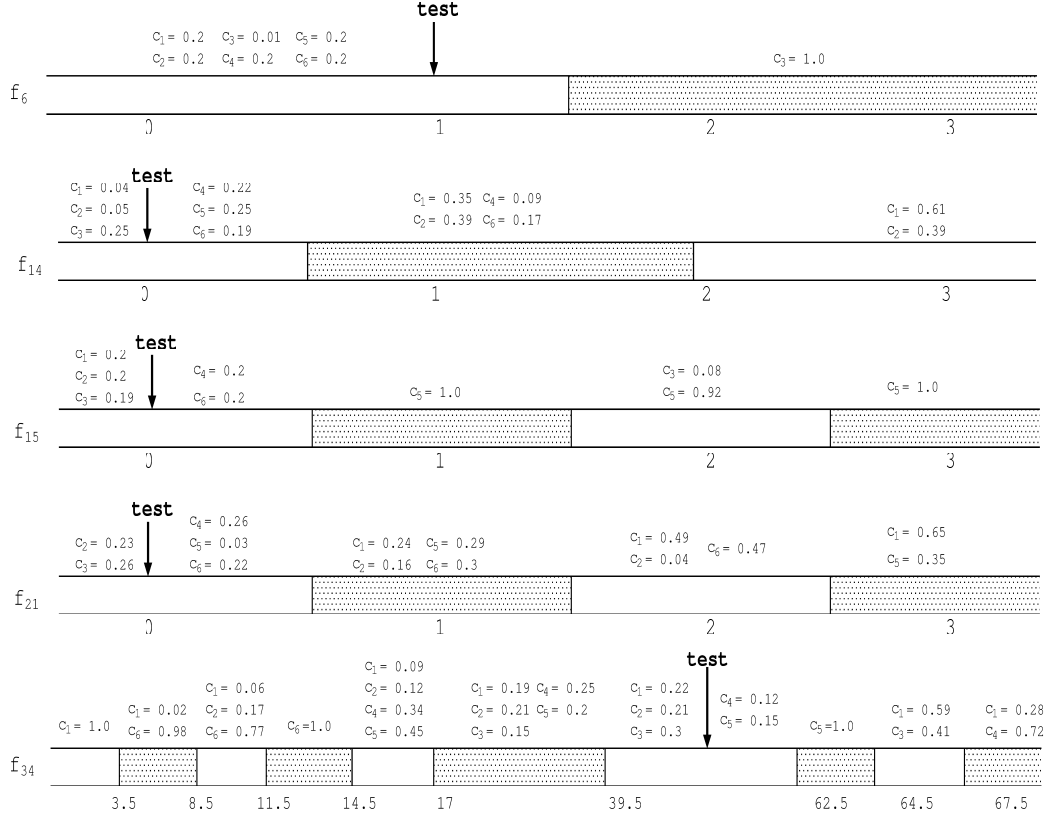 test
C1= 0.2 C3= 0.01 C5= 0.2
C2= 0.2 C4= 0.2 C6= 0.2
C3= 1.0
f6
0 1 2 3
test
C1= 0.04 C4= 0.22
C2= 0.05 C5= 0.25
C3= 0.25 C6= 0.19
C1= 0.35 C4= 0.09
C2= 0.39 C6= 0.17
C1= 0.61
C2= 0.39
f14
0 1 2 3
test
C1= 0.2
C2= 0.2
C3= 0.19
C4= 0.2
C6= 0.2
C5= 1.0
C3= 0.08
C5= 0.92
C5= 1.0
f15
0 1 2 3
test
C2= 0.23
C3= 0.26
C4= 0.26
C5= 0.03
C6= 0.22
C1= 0.24 C5= 0.29
C2= 0.16 C6= 0.3
C1= 0.49
C2= 0.04
C6= 0.47
C1= 0.65
C5= 0.35
f21
0 1 2 3
test
C1= 1.0
C1= 0.02
C6= 0.98
C1= 0.06
C2= 0.17
C6= 0.77
C6=1.0
C1= 0.09
C2= 0.12
C4= 0.34
C5= 0.45
C1= 0.19 C4= 0.25
C2= 0.21 C5= 0.2
C3= 0.15
C1= 0.22
C2= 0.21
C3= 0.3
C4= 0.12
C5= 0.15
C5=1.0
C1= 0.59
C3= 0.41
C1= 0.28
C4= 0.72
f34
3.5 8.5 11.5 14.5 17 39.5 62.5 64.5 67.5